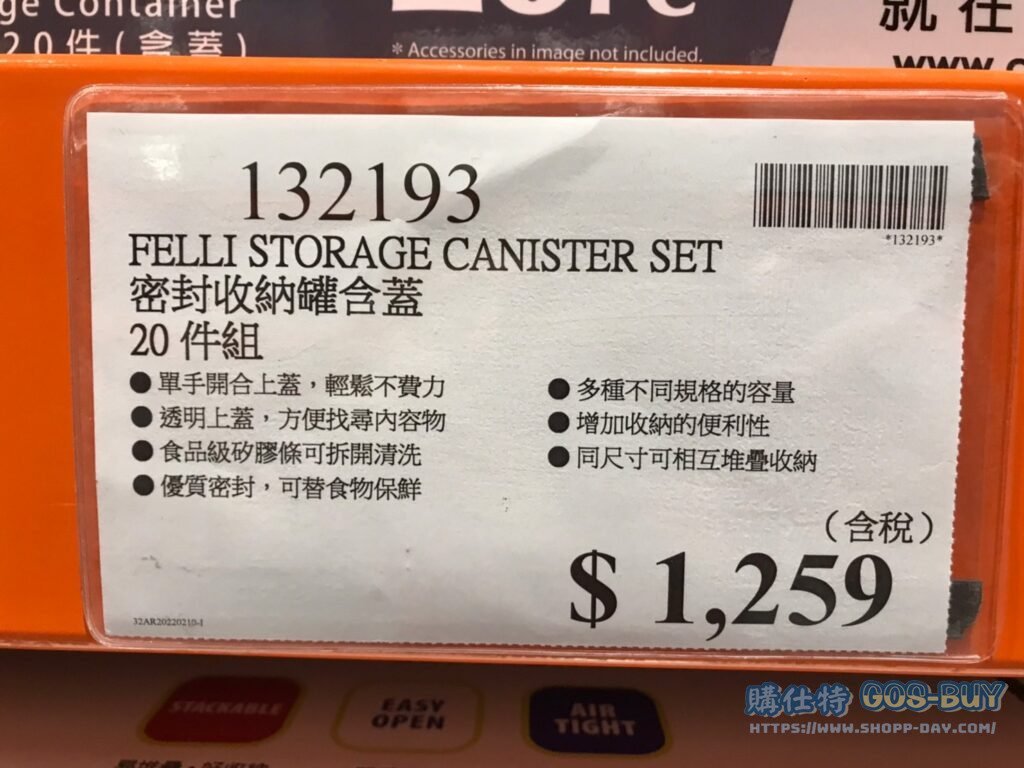 ge Container
20件(含蓋)
* Accessories in image not included.
就在
www.
132193
*132193*
FELLI STORAGE CANISTER SET
密封收納罐含蓋
20 件組
● 單手開合上蓋，輕鬆不費力
● 透明上蓋，方便找尋內容物
● 食品級矽膠條可拆開清洗
● 優質密封，可替食物保鮮
● 多種不同規格的容量
● 增加收納的便利性
● 同尺寸可相互堆疊收納
（含稅）
$ 1,259
32AR20220210-1
STACKABLE
EASY OPEN
AIR TIGHT
購仕特 GOS-BUY
HTTPS://WWW.SHOPP-DAY.COM/